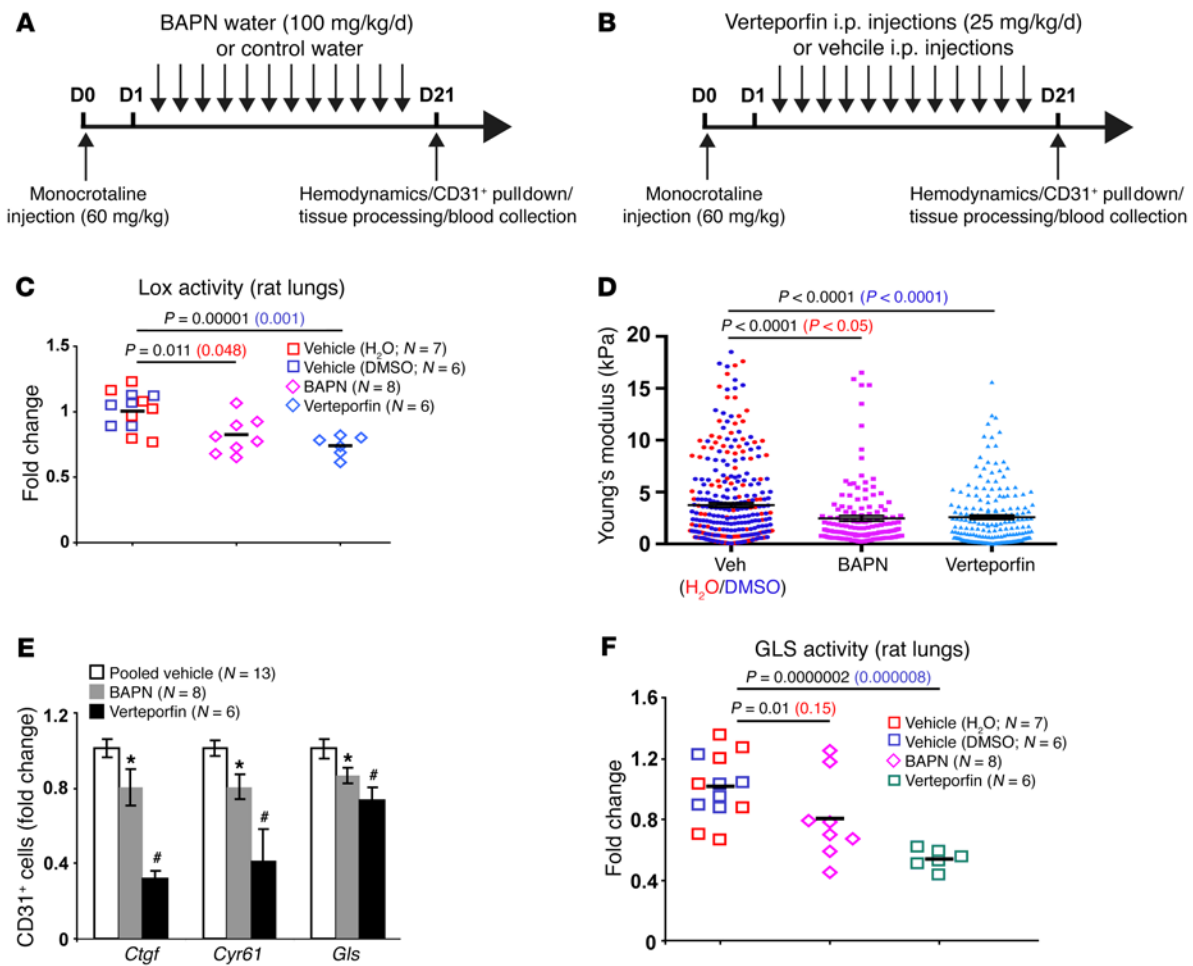 A
BAPN water (100 mg/kg/d)
or control water
D0
D1
D21
Monocrotaline
injection (60 mg/kg)
Hemodynamics/CD31⁺ pulldown/
tissue processing/blood collection
B
Verteporfin i.p. injections (25 mg/kg/d)
or vehcile i.p. injections
D0
D1
D21
Monocrotaline
injection (60 mg/kg)
Hemodynamics/CD31⁺ pulldown/
tissue processing/blood collection
C
Lox activity (rat lungs)
P = 0.00001 (0.001)
P = 0.011 (0.048)
Vehicle (H₂O; N = 7)
Vehicle (DMSO; N = 6)
BAPN (N = 8)
Verteporfin (N = 6)
Fold change
1.5
1
0.5
0
D
P < 0.0001 (P < 0.0001)
P < 0.0001 (P < 0.05)
Young's modulus (kPa)
20
15
10
5
0
Veh
(H₂O/DMSO)
BAPN
Verteporfin
E
Pooled vehicle (N = 13)
BAPN (N = 8)
Verteporfin (N = 6)
CD31⁺ cells (fold change)
1.2
0.8
0.4
0
*
#
*
#
*
#
Ctgf
Cyr61
Gls
F
GLS activity (rat lungs)
P = 0.0000002 (0.000008)
P = 0.01 (0.15)
Vehicle (H₂O; N = 7)
Vehicle (DMSO; N = 6)
BAPN (N = 8)
Verteporfin (N = 6)
Fold change
1.6
1.2
0.8
0.4
0